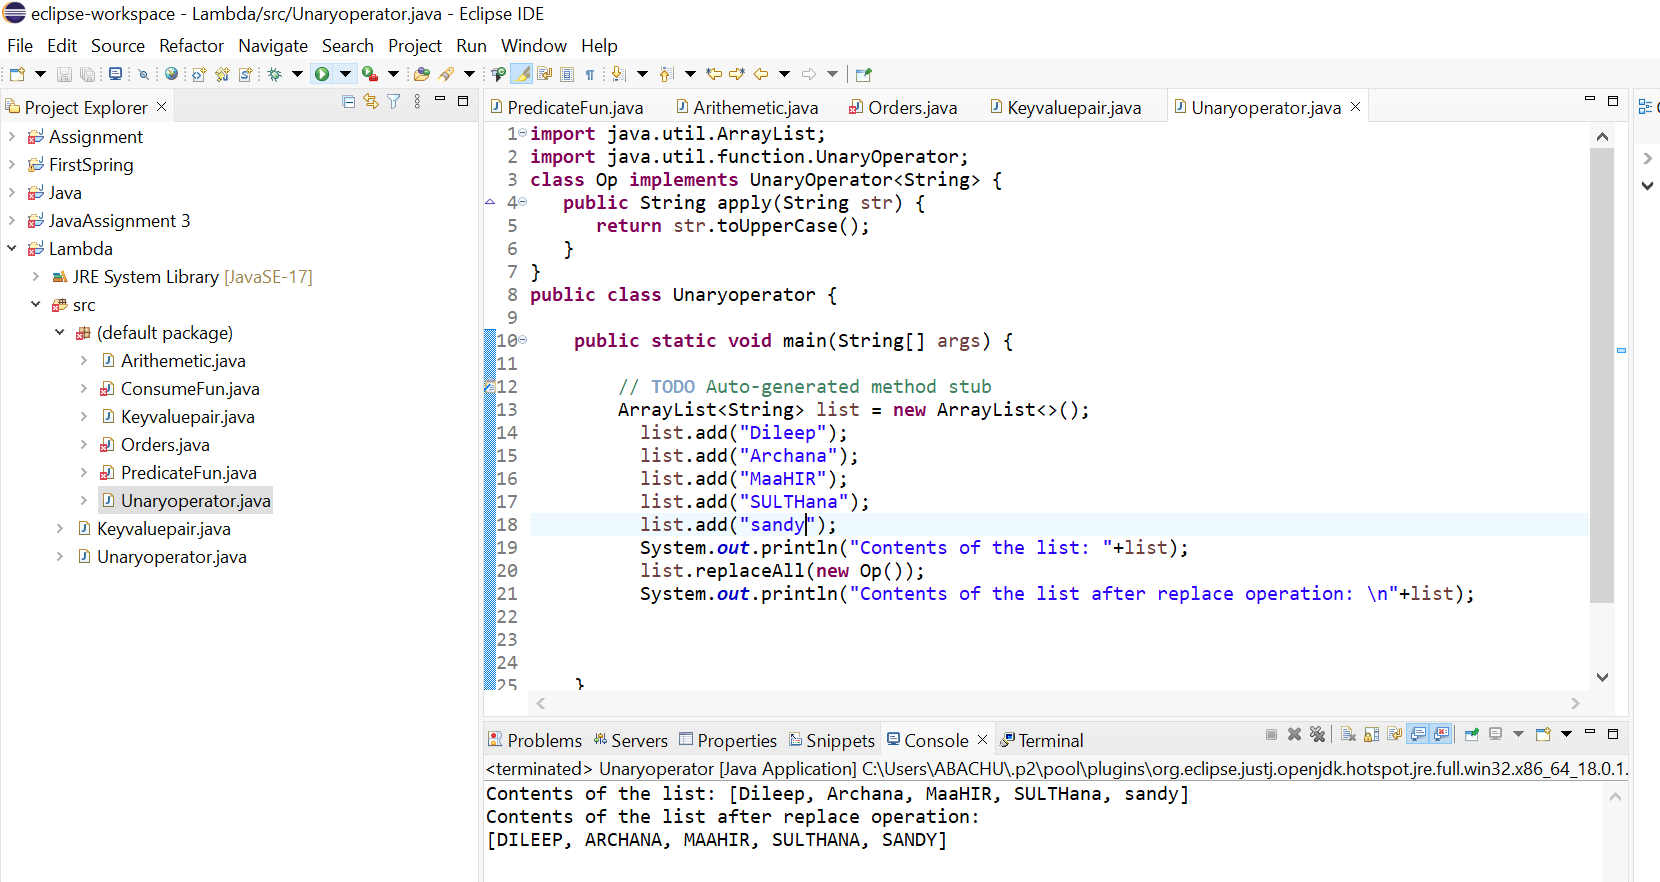 eclipse-workspace - Lambda/src/Unaryoperator.java - Eclipse IDE
File Edit Source Refactor Navigate Search Project Run Window Help
Project Explorer
Assignment
FirstSpring
Java
JavaAssignment 3
Lambda
JRE System Library [JavaSE-17]
src
(default package)
Arithemetic.java
ConsumeFun.java
Keyvaluepair.java
Orders.java
PredicateFun.java
Unaryoperator.java
Keyvaluepair.java
Unaryoperator.java
PredicateFun.java Arithemetic.java Orders.java Keyvaluepair.java Unaryoperator.java
1 import java.util.ArrayList;
2 import java.util.function.UnaryOperator;
3 class Op implements UnaryOperator<String> {
4 public String apply(String str) {
5 return str.toUpperCase();
6 }
7 }
8 public class Unaryoperator {
9
10 public static void main(String[] args) {
11
12 // TODO Auto-generated method stub
13 ArrayList<String> list = new ArrayList<>();
14 list.add("Dileep");
15 list.add("Archana");
16 list.add("MaaHIR");
17 list.add("SULTHana");
18 list.add("sandy");
19 System.out.println("Contents of the list: "+list);
20 list.replaceAll(new Op());
21 System.out.println("Contents of the list after replace operation: \n"+list);
22
23
24
25 }
Problems Servers Properties Snippets Console Terminal
<terminated> Unaryoperator [Java Application] C:\Users\ABACHU\.p2\pool\plugins\org.eclipse.justj.openjdk.hotspot.jre.full.win32.x86_64_18.0.1.
Contents of the list: [Dileep, Archana, MaaHIR, SULTHana, sandy]
Contents of the list after replace operation:
[DILEEP, ARCHANA, MAAHIR, SULTHANA, SANDY]